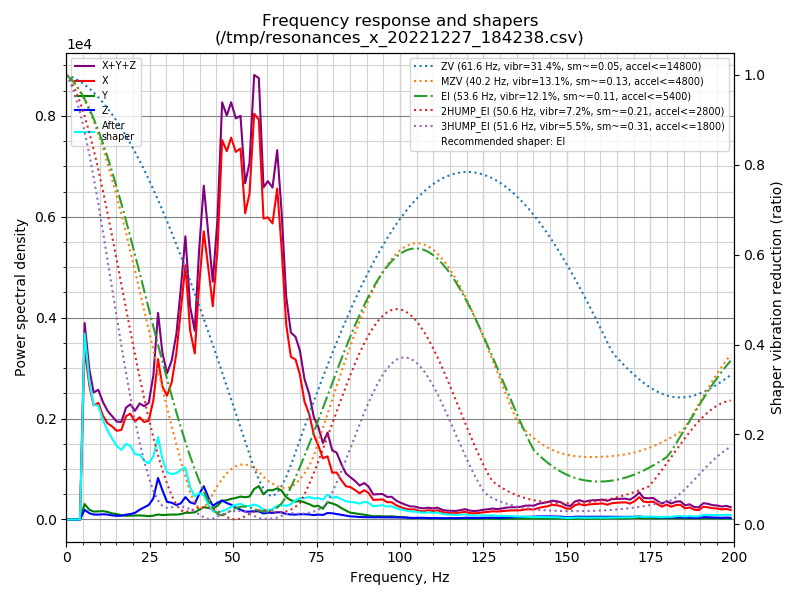 Frequency response and shapers
(/tmp/resonances_x_20221227_184238.csv)
1e4
X+Y+Z
X
Y
Z
After
shaper
ZV (61.6 Hz, vibr=31.4%, sm~=0.05, accel<=14800)
MZV (40.2 Hz, vibr=13.1%, sm~=0.13, accel<=4800)
EI (53.6 Hz, vibr=12.1%, sm~=0.11, accel<=5400)
2HUMP_EI (50.6 Hz, vibr=7.2%, sm~=0.21, accel<=2800)
3HUMP_EI (51.6 Hz, vibr=5.5%, sm~=0.31, accel<=1800)
Recommended shaper: EI
Power spectral density
0.8
0.6
0.4
0.2
0.0
1.0
0.8
0.6
0.4
0.2
0.0
Shaper vibration reduction (ratio)
0 25 50 75 100 125 150 175 200
Frequency, Hz